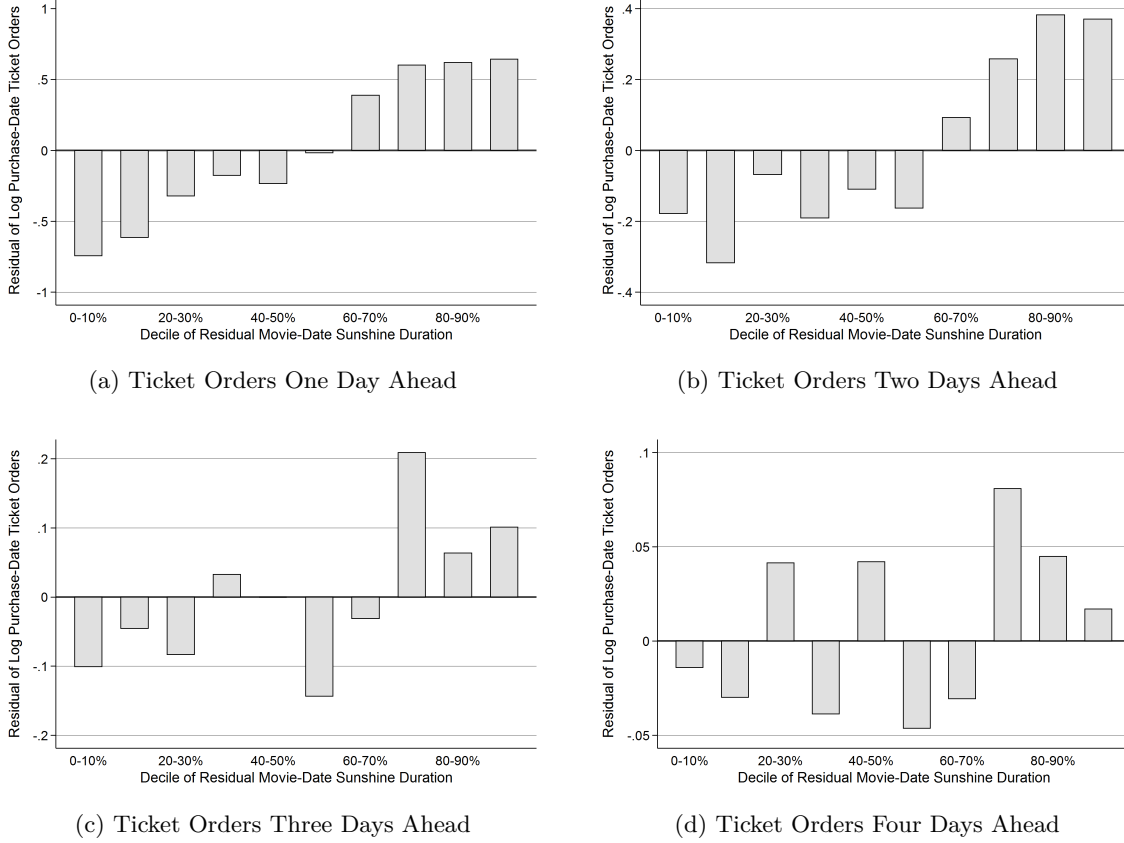 Residual of Log Purchase-Date Ticket Orders
1
.5
0
-.5
-1
0-10% 20-30% 40-50% 60-70% 80-90%
Decile of Residual Movie-Date Sunshine Duration
(a) Ticket Orders One Day Ahead
Residual of Log Purchase-Date Ticket Orders
.4
.2
0
-.2
-.4
0-10% 20-30% 40-50% 60-70% 80-90%
Decile of Residual Movie-Date Sunshine Duration
(b) Ticket Orders Two Days Ahead
Residual of Log Purchase-Date Ticket Orders
.2
.1
0
-.1
-.2
0-10% 20-30% 40-50% 60-70% 80-90%
Decile of Residual Movie-Date Sunshine Duration
(c) Ticket Orders Three Days Ahead
Residual of Log Purchase-Date Ticket Orders
.1
.05
0
-.05
0-10% 20-30% 40-50% 60-70% 80-90%
Decile of Residual Movie-Date Sunshine Duration
(d) Ticket Orders Four Days Ahead